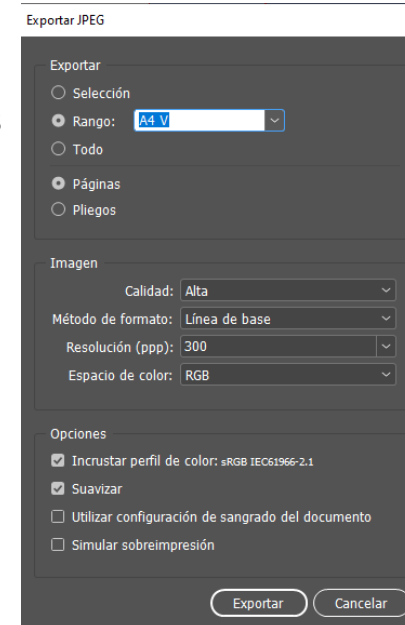 Exportar JPEG
Exportar
Selección
Rango: A4 V
Todo
Páginas
Pliegos
Imagen
Calidad: Alta
Método de formato: Línea de base
Resolución (ppp): 300
Espacio de color: RGB
Opciones
Incrustar perfil de color: sRGB IEC61966-2.1
Suavizar
Utilizar configuración de sangrado del documento
Simular sobreimpresión
Exportar Cancelar